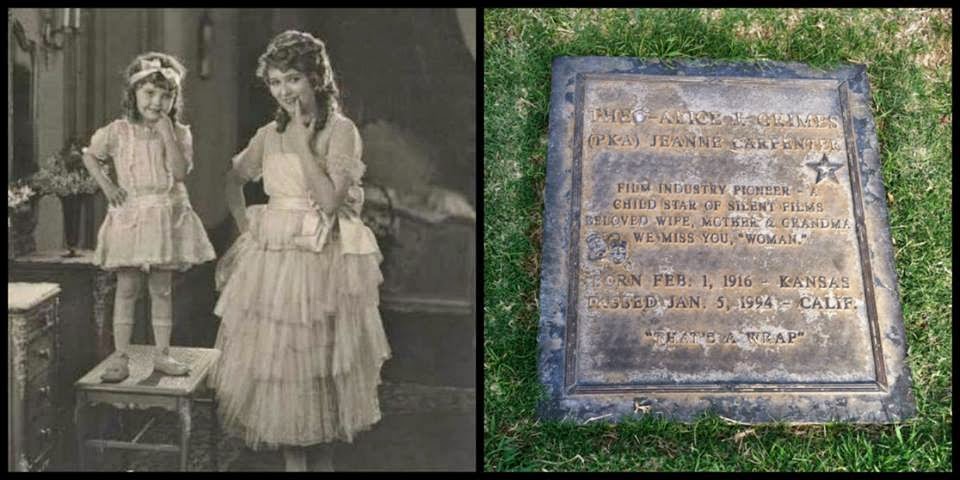 THEO-ALICE J. GRIMES
(PKA) JEANNE CARPENTER
FILM INDUSTRY PIONEER - A
CHILD STAR OF SILENT FILMS
BELOVED WIFE, MOTHER & GRANDMA
WE MISS YOU, "WOMAN."
BORN FEB. 1, 1916 - KANSAS
PASSED JAN. 5, 1994 - CALIF.
"THAT'S A WRAP"